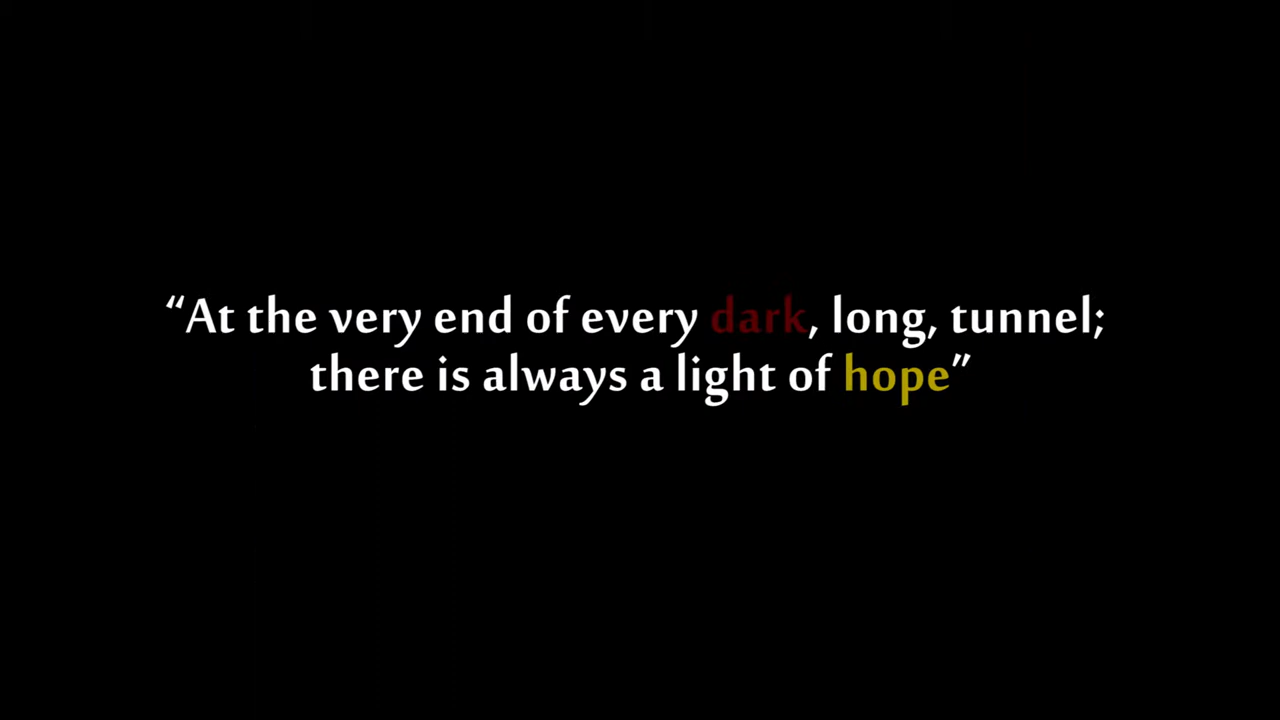 “At the very end of every dark, long, tunnel;
there is always a light of hope”